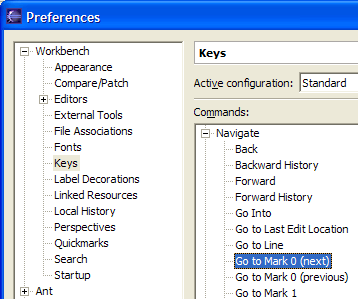 Preferences
Workbench
Appearance
Compare/Patch
Editors
External Tools
File Associations
Fonts
Keys
Label Decorations
Linked Resources
Local History
Perspectives
Quickmarks
Search
Startup
Ant
Keys
Active configuration: Standard
Commands:
Navigate
Back
Backward History
Forward
Forward History
Go Into
Go to Last Edit Location
Go to Line
Go to Mark 0 (next)
Go to Mark 0 (previous)
Go to Mark 1